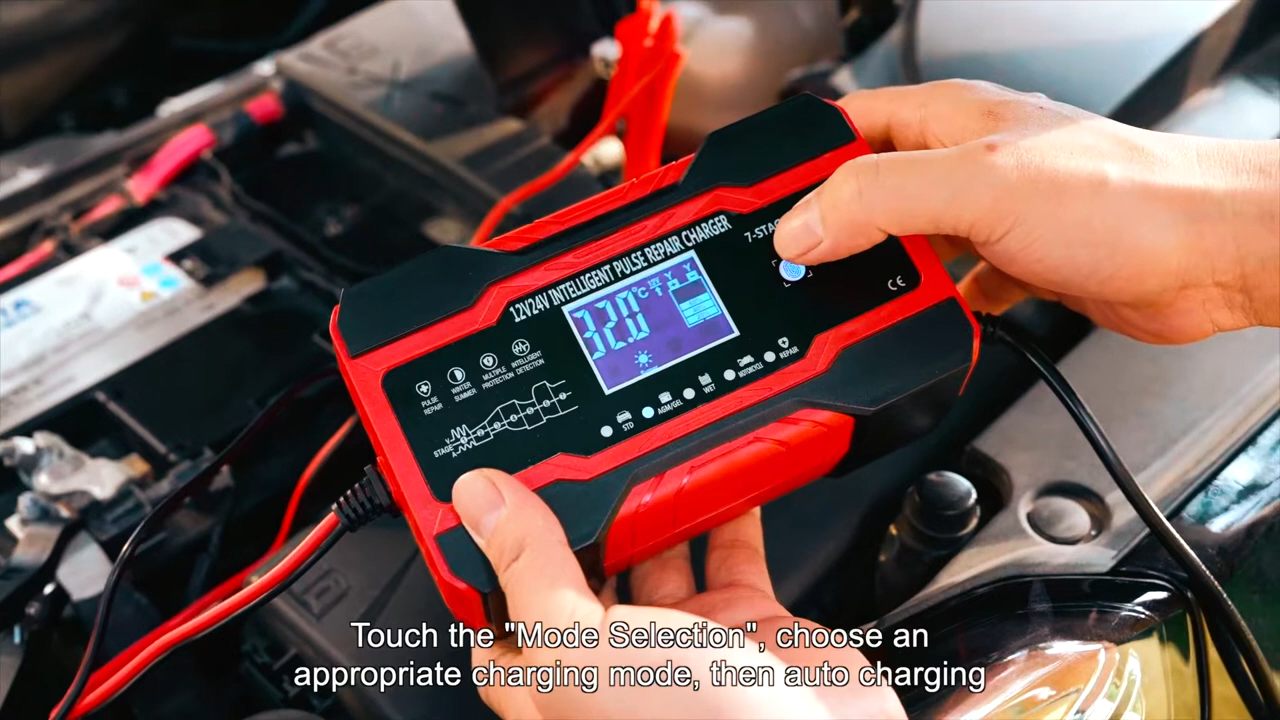 12V24V INTELLIGENT PULSE REPAIR CHARGER
7-STAG
32.0°C
12V
CE
PULSE
REPAIR
WINTER
SUMMER
MULTIPLE
PROTECTION
INTELLIGENT
DETECTION
V
STAGE
A
STD
AGM/GEL
WET
MOTORCYCLE
REPAIR
Touch the "Mode Selection", choose an
appropriate charging mode, then auto charging